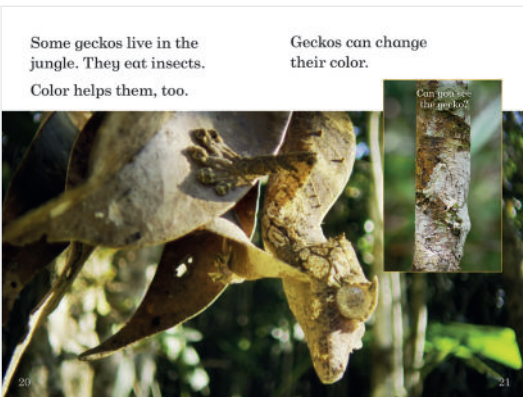 Some geckos live in the
jungle. They eat insects.
Color helps them, too.
Geckos can change
their color.
Can you see
the gecko?
20
21